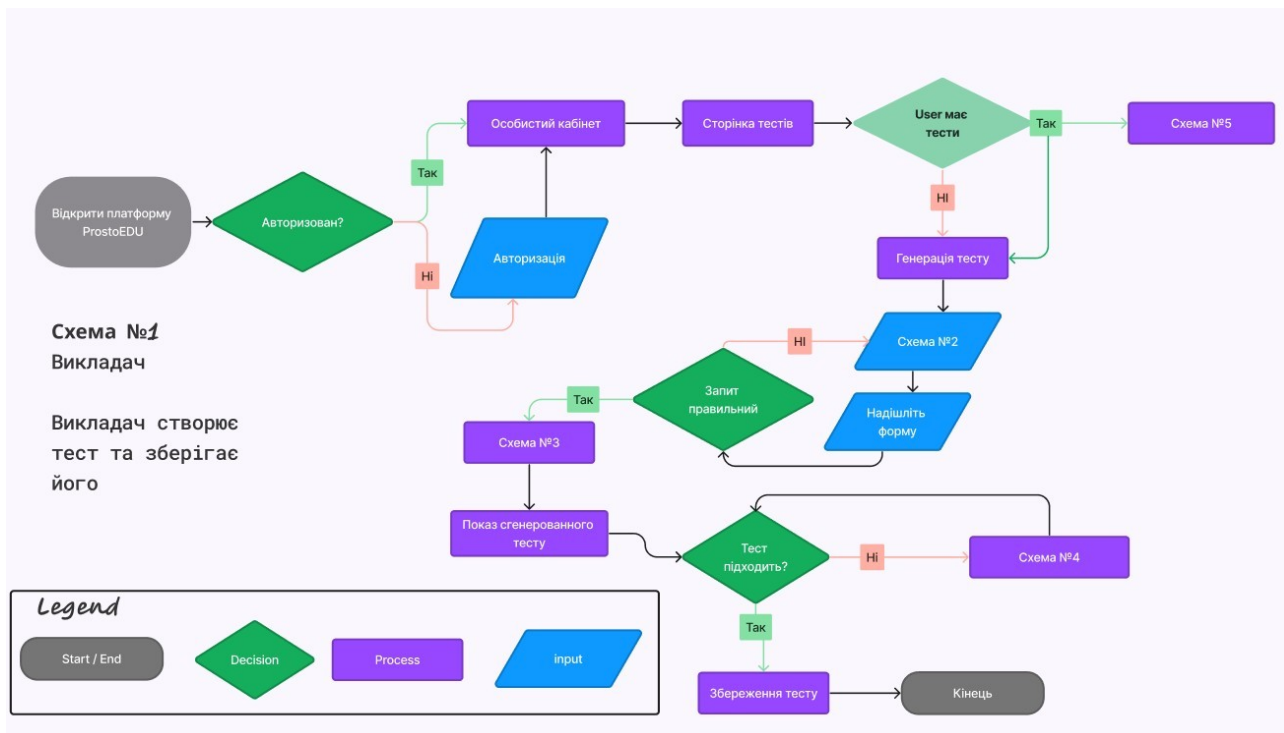 Відкрити платформу
ProstoEDU
Авторизован?
Так
Ні
Авторизація
Особистий кабінет
Сторінка тестів
User має
тести
Так
Схема №5
НІ
Генерація тесту
Схема №2
Надішліть
форму
Запит
правильний
НІ
Так
Схема №3
Показ сгенерованного
тесту
Тест
підходить?
Ні
Схема №4
Так
Збереження тесту
Кінець
Схема №1
Викладач
Викладач створює
тест та зберігає
його
Legend
Start / End
Decision
Process
input